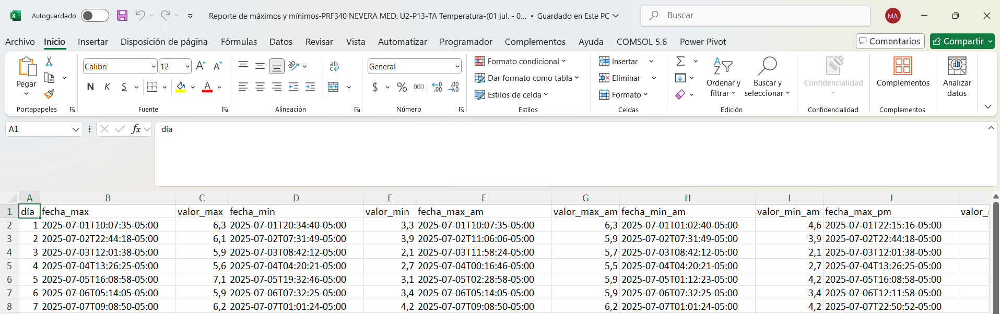 Autoguardado Reporte de máximos y mínimos-PRF340 NEVERA MED. U2-P13-TA Temperatura-(01 jul. - 0... • Guardado en Este PC Buscar MA
Archivo Inicio Insertar Disposición de página Fórmulas Datos Revisar Vista Automatizar Programador Complementos Ayuda COMSOL 5.6 Power Pivot Comentarios Compartir
Pegar
Portapapeles
Calibri 12
N K S A
Fuente
Alineación
General
$ % 000
Número
Formato condicional
Dar formato como tabla
Estilos de celda
Estilos
Insertar
Eliminar
Formato
Celdas
Ordenar y filtrar
Buscar y seleccionar
Edición
Confidencialidad
Confidencialidad
Complementos
Complementos
Analizar datos
A1 fx día
A B C D E F G H I J
1 día fecha_max valor_max fecha_min valor_min fecha_max_am valor_max_am fecha_min_am valor_min_am fecha_max_pm
2 1 2025-07-01T10:07:35-05:00 6,3 2025-07-01T20:34:40-05:00 3,3 2025-07-01T10:07:35-05:00 6,3 2025-07-01T01:02:40-05:00 4,6 2025-07-01T22:15:16-05:00
3 2 2025-07-02T22:44:18-05:00 6,1 2025-07-02T07:31:49-05:00 3,9 2025-07-02T11:06:06-05:00 5,9 2025-07-02T07:31:49-05:00 3,9 2025-07-02T22:44:18-05:00
4 3 2025-07-03T12:01:38-05:00 5,9 2025-07-03T08:42:12-05:00 2,1 2025-07-03T11:58:24-05:00 5,7 2025-07-03T08:42:12-05:00 2,1 2025-07-03T12:01:38-05:00
5 4 2025-07-04T13:26:25-05:00 5,6 2025-07-04T04:20:21-05:00 2,7 2025-07-04T00:16:46-05:00 5,5 2025-07-04T04:20:21-05:00 2,7 2025-07-04T13:26:25-05:00
6 5 2025-07-05T16:08:58-05:00 7,1 2025-07-05T19:32:46-05:00 3,1 2025-07-05T02:28:58-05:00 5,9 2025-07-05T01:12:23-05:00 4,2 2025-07-05T16:08:58-05:00
7 6 2025-07-06T05:14:05-05:00 5,9 2025-07-06T07:32:25-05:00 3,4 2025-07-06T05:14:05-05:00 5,9 2025-07-06T07:32:25-05:00 3,4 2025-07-06T12:11:58-05:00
8 7 2025-07-07T09:08:50-05:00 6,2 2025-07-07T01:01:24-05:00 4,2 2025-07-07T09:08:50-05:00 6,2 2025-07-07T01:01:24-05:00 4,2 2025-07-07T22:50:52-05:00